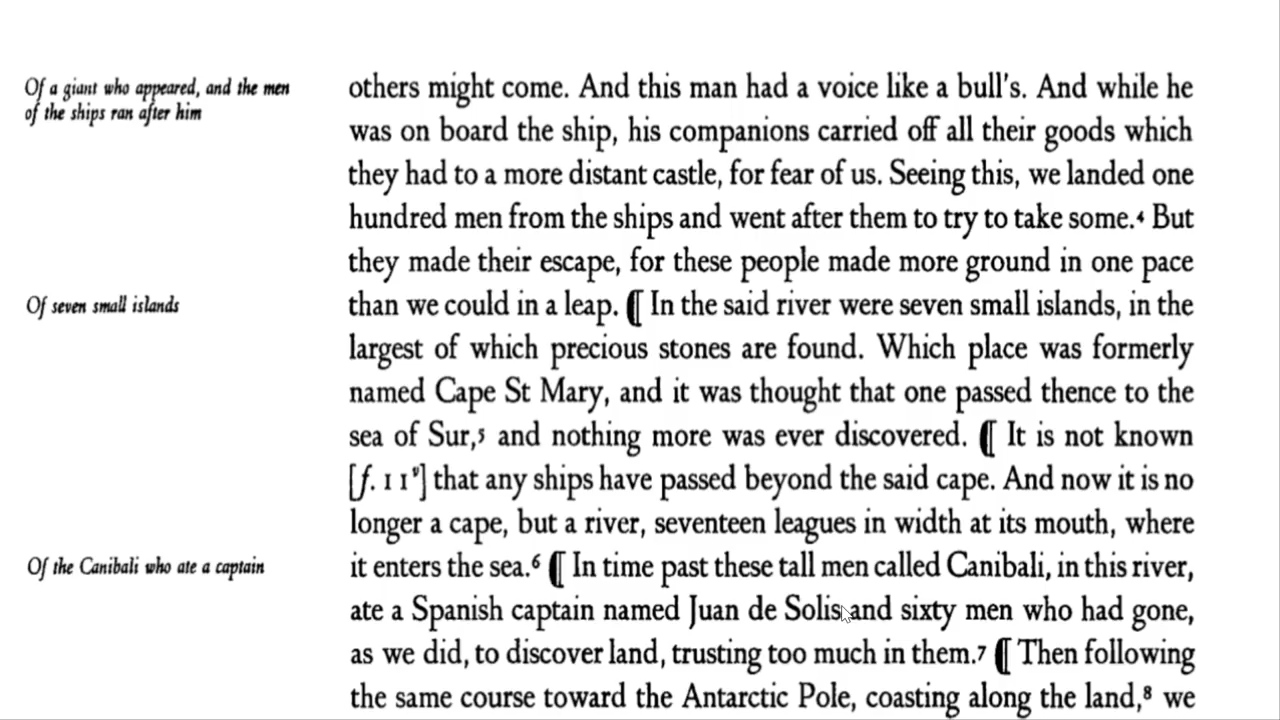 Of a giant who appeared, and the men
of the ships ran after him
others might come. And this man had a voice like a bull's. And while he
was on board the ship, his companions carried off all their goods which
they had to a more distant castle, for fear of us. Seeing this, we landed one
hundred men from the ships and went after them to try to take some.⁴ But
they made their escape, for these people made more ground in one pace
Of seven small islands
than we could in a leap. ¶ In the said river were seven small islands, in the
largest of which precious stones are found. Which place was formerly
named Cape St Mary, and it was thought that one passed thence to the
sea of Sur,⁵ and nothing more was ever discovered. ¶ It is not known
[f. 11ᵛ] that any ships have passed beyond the said cape. And now it is no
longer a cape, but a river, seventeen leagues in width at its mouth, where
Of the Canibali who ate a captain
it enters the sea.⁶ ¶ In time past these tall men called Canibali, in this river,
ate a Spanish captain named Juan de Solis and sixty men who had gone,
as we did, to discover land, trusting too much in them.⁷ ¶ Then following
the same course toward the Antarctic Pole, coasting along the land,⁸ we